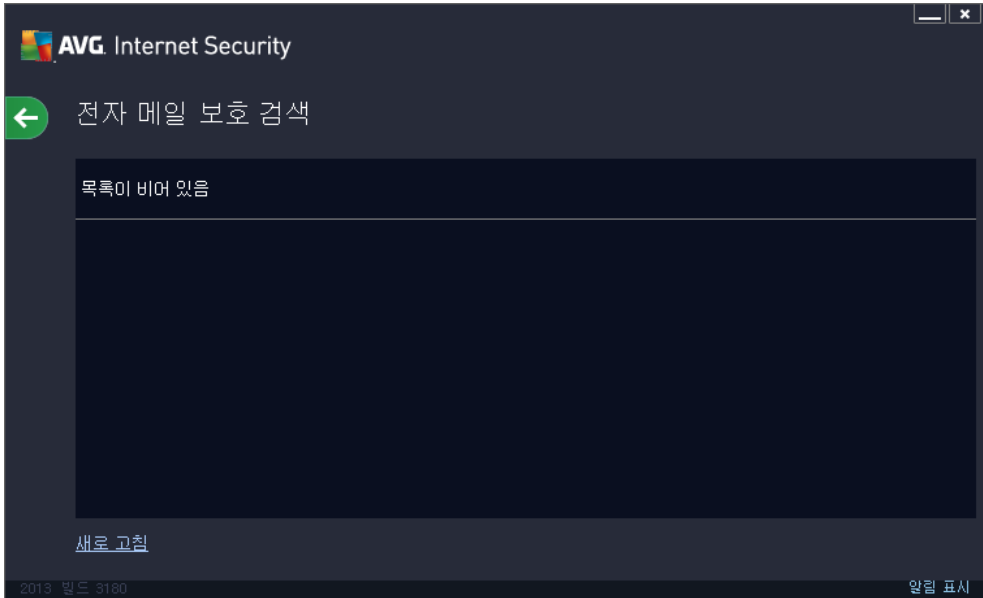 AVG. Internet Security
전자 메일 보호 검색
목록이 비어 있음
새로 고침
2013 빌드 3180
알림 표시